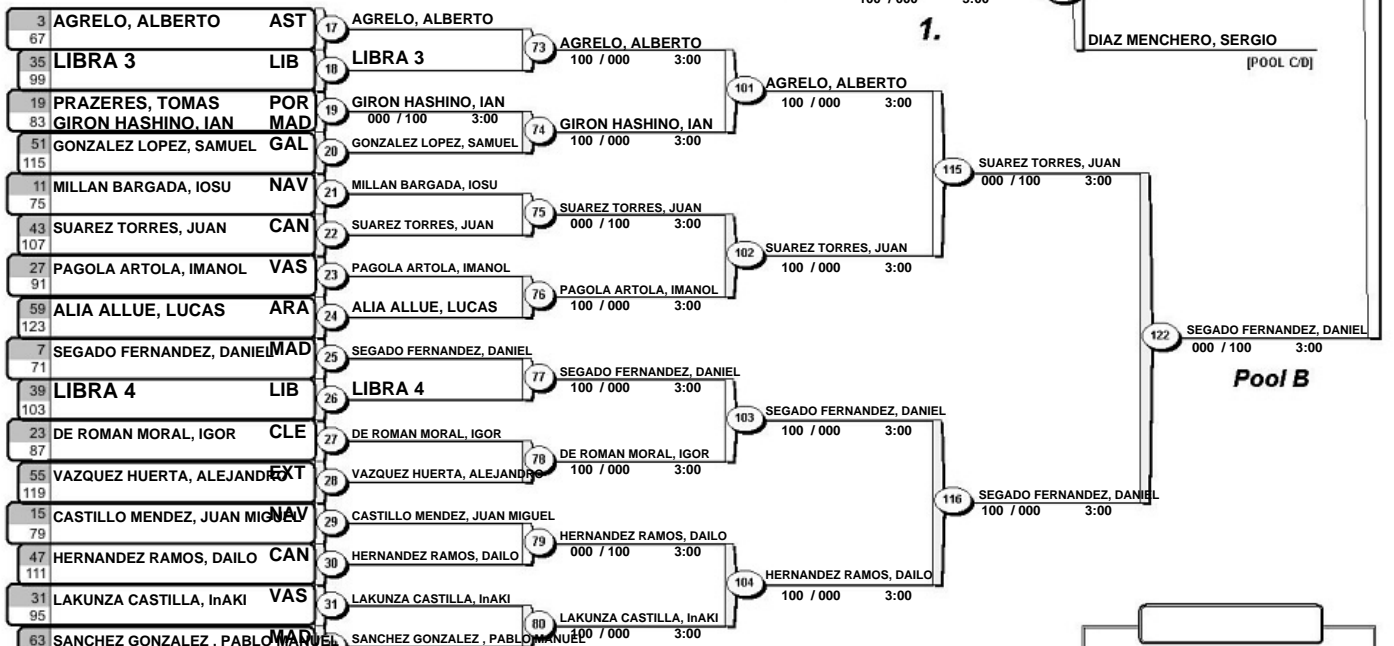 100 / 000 3:00
1.
DIAZ MENCHERO, SERGIO
[POOL C/D]
3 AGRELO, ALBERTO AST
67
35 LIBRA 3 LIB
99
19 PRAZERES, TOMAS POR
83 GIRON HASHINO, IAN MAD
51 GONZALEZ LOPEZ, SAMUEL GAL
115
11 MILLAN BARGADA, IOSU NAV
75
43 SUAREZ TORRES, JUAN CAN
107
27 PAGOLA ARTOLA, IMANOL VAS
91
59 ALIA ALLUE, LUCAS ARA
123
7 SEGADO FERNANDEZ, DANIEL MAD
71
39 LIBRA 4 LIB
103
23 DE ROMAN MORAL, IGOR CLE
87
55 VAZQUEZ HUERTA, ALEJANDRO EXT
119
15 CASTILLO MENDEZ, JUAN MIGUEL NAV
79
47 HERNANDEZ RAMOS, DAILO CAN
111
31 LAKUNZA CASTILLA, InAKI VAS
95
63 SANCHEZ GONZALEZ , PABLO MANUEL MAD
17 AGRELO, ALBERTO
18 LIBRA 3
19 GIRON HASHINO, IAN
000 / 100 3:00
20 GONZALEZ LOPEZ, SAMUEL
21 MILLAN BARGADA, IOSU
22 SUAREZ TORRES, JUAN
23 PAGOLA ARTOLA, IMANOL
24 ALIA ALLUE, LUCAS
25 SEGADO FERNANDEZ, DANIEL
26 LIBRA 4
27 DE ROMAN MORAL, IGOR
28 VAZQUEZ HUERTA, ALEJANDRO
29 CASTILLO MENDEZ, JUAN MIGUEL
30 HERNANDEZ RAMOS, DAILO
31 LAKUNZA CASTILLA, InAKI
SANCHEZ GONZALEZ , PABLO MANUEL
73 AGRELO, ALBERTO
100 / 000 3:00
74 GIRON HASHINO, IAN
100 / 000 3:00
75 SUAREZ TORRES, JUAN
000 / 100 3:00
76 PAGOLA ARTOLA, IMANOL
100 / 000 3:00
77 SEGADO FERNANDEZ, DANIEL
100 / 000 3:00
78 DE ROMAN MORAL, IGOR
100 / 000 3:00
79 HERNANDEZ RAMOS, DAILO
000 / 100 3:00
80 LAKUNZA CASTILLA, InAKI
100 / 000 3:00
101 AGRELO, ALBERTO
100 / 000 3:00
102 SUAREZ TORRES, JUAN
100 / 000 3:00
103 SEGADO FERNANDEZ, DANIEL
100 / 000 3:00
104 HERNANDEZ RAMOS, DAILO
100 / 000 3:00
115 SUAREZ TORRES, JUAN
000 / 100 3:00
116 SEGADO FERNANDEZ, DANIEL
100 / 000 3:00
122 SEGADO FERNANDEZ, DANIEL
000 / 100 3:00
Pool B